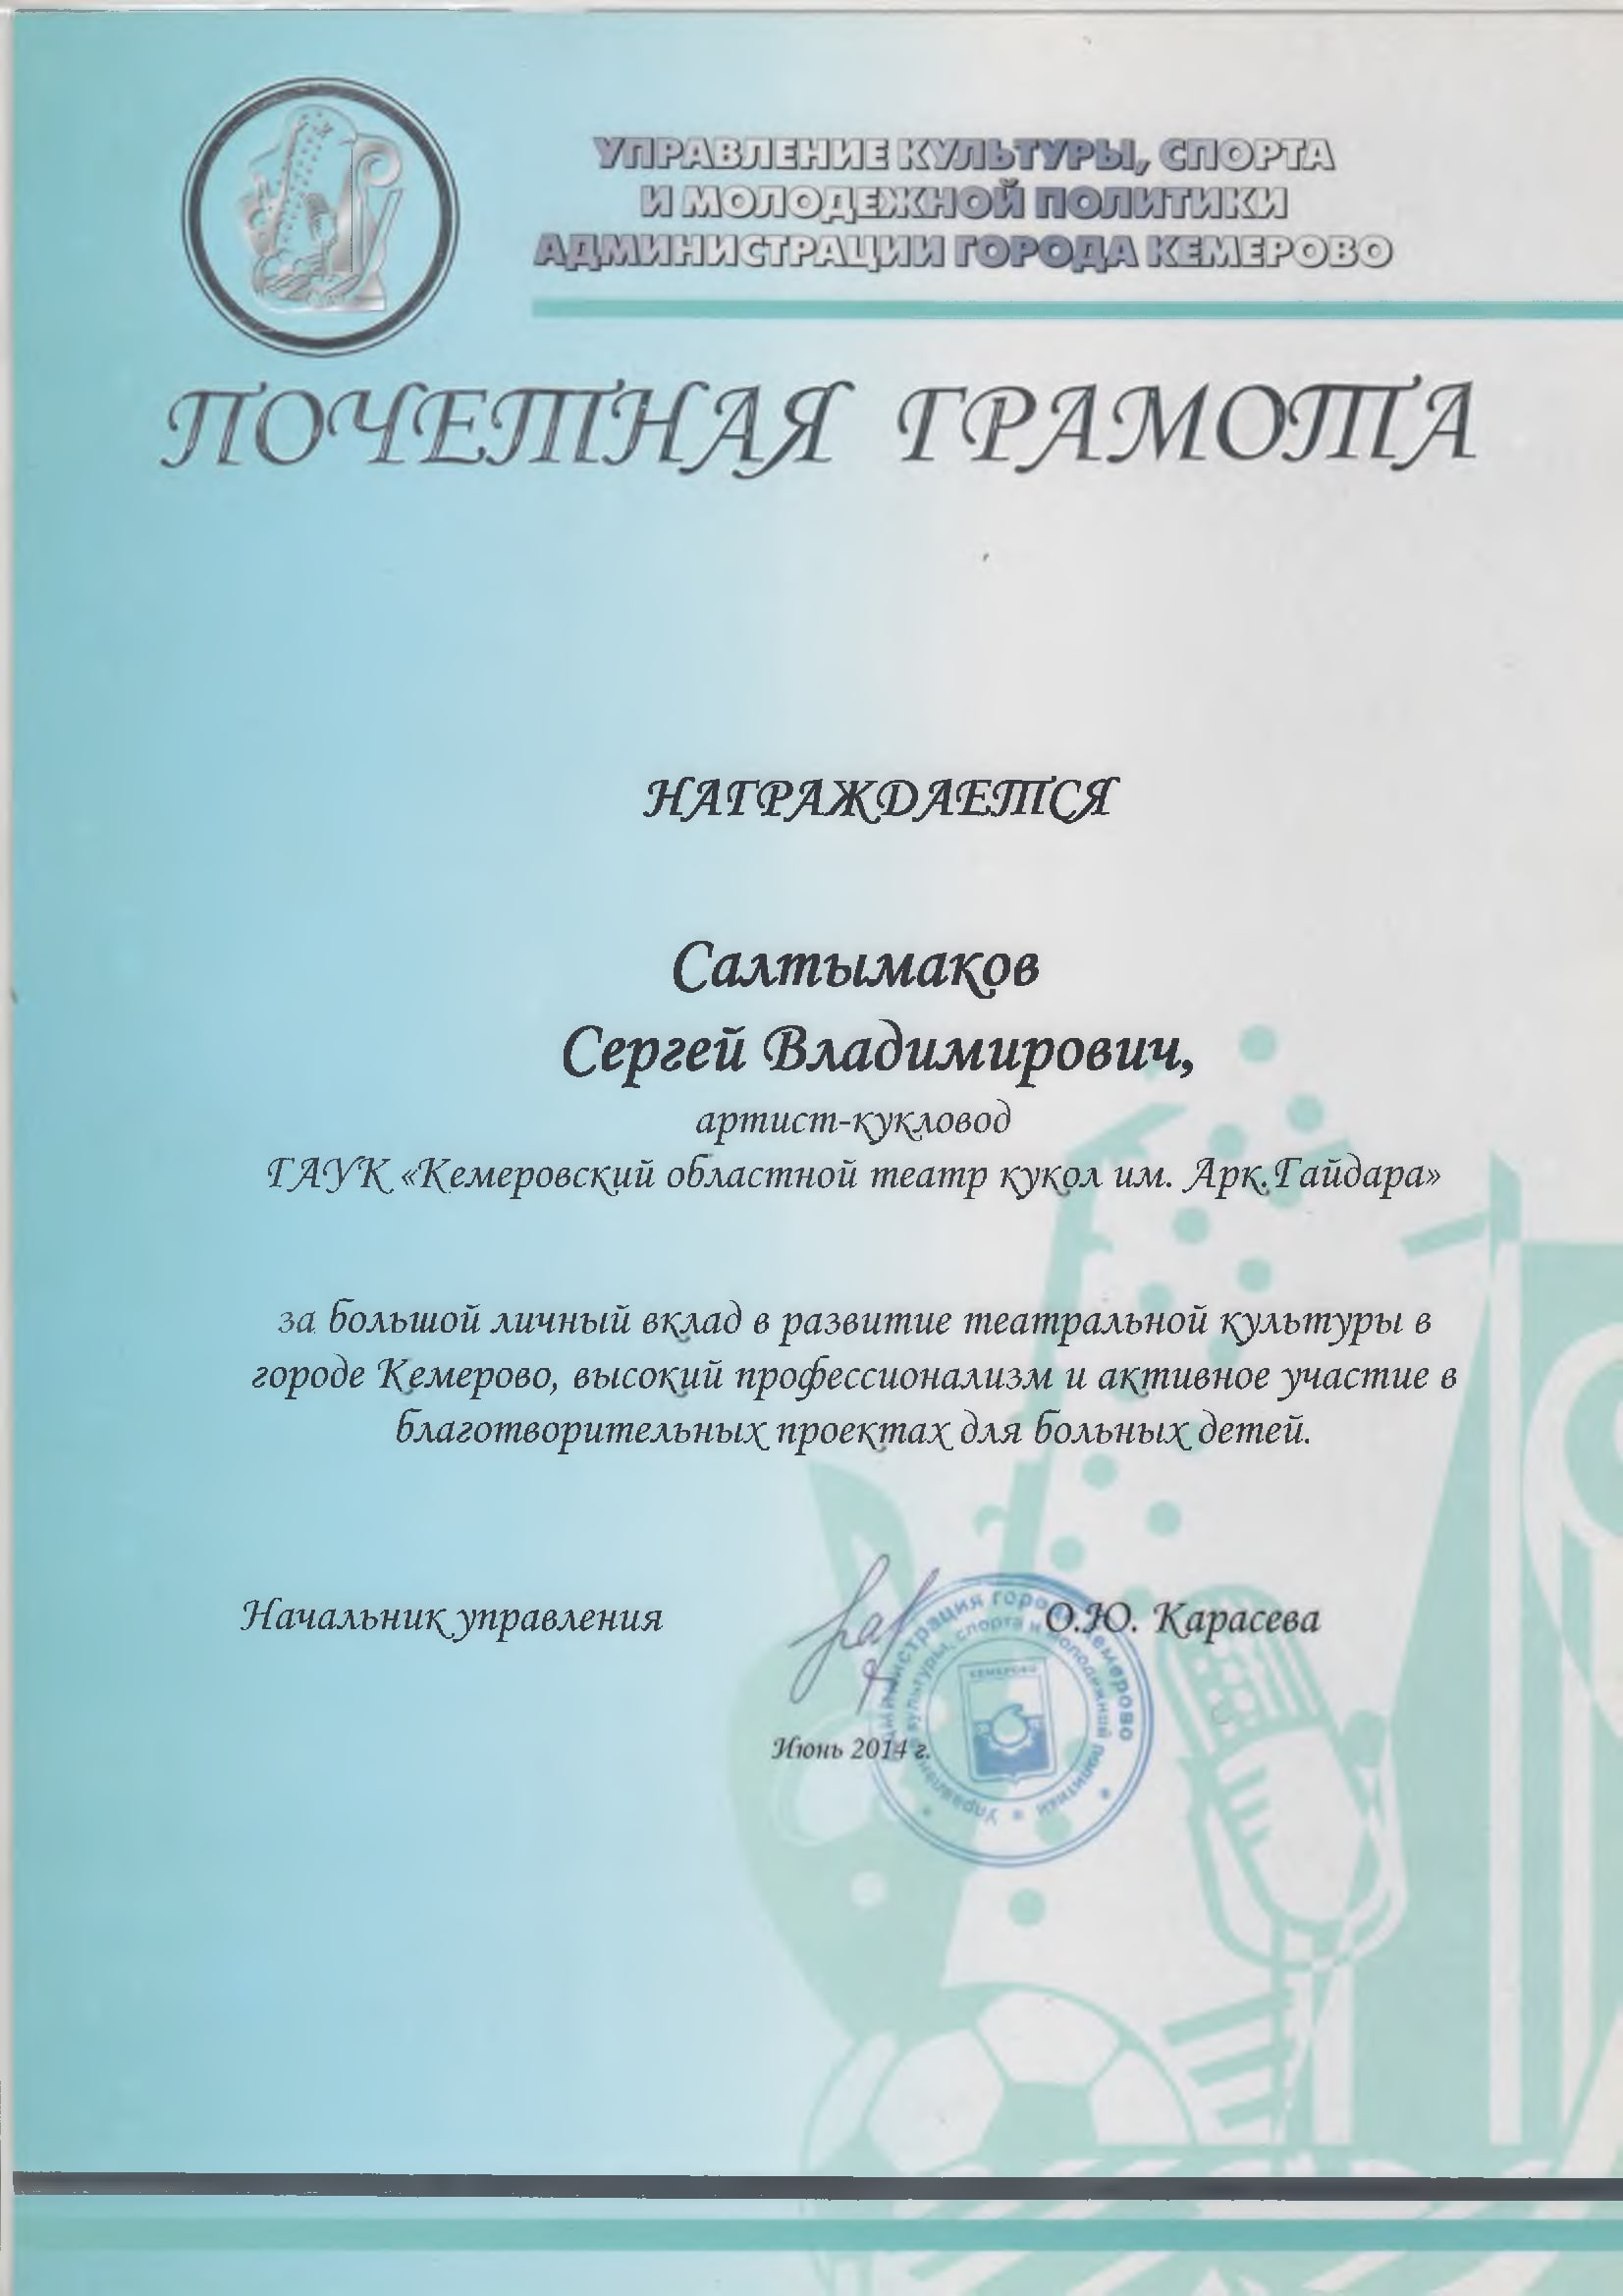 УПРАВЛЕНИЕ КУЛЬТУРЫ, СПОРТА
И МОЛОДЕЖНОЙ ПОЛИТИКИ
АДМИНИСТРАЦИИ ГОРОДА КЕМЕРОВО
ПОЧЕТНАЯ ГРАМОТА
НАГРАЖДАЕТСЯ
Салтымаков
Сергей Владимирович,
артист-кукловод
ГАУК «Кемеровский областной театр кукол им. Арк.Гайдара»
за большой личный вклад в развитие театральной культуры в
городе Кемерово, высокий профессионализм и активное участие в
благотворительных проектах для больных детей.
Начальник управления
О.Ю. Карасева
Администрация города Кемерово
Управление культуры, спорта и молодежной политики
КЕМЕРОВО
Июнь 2014 г.